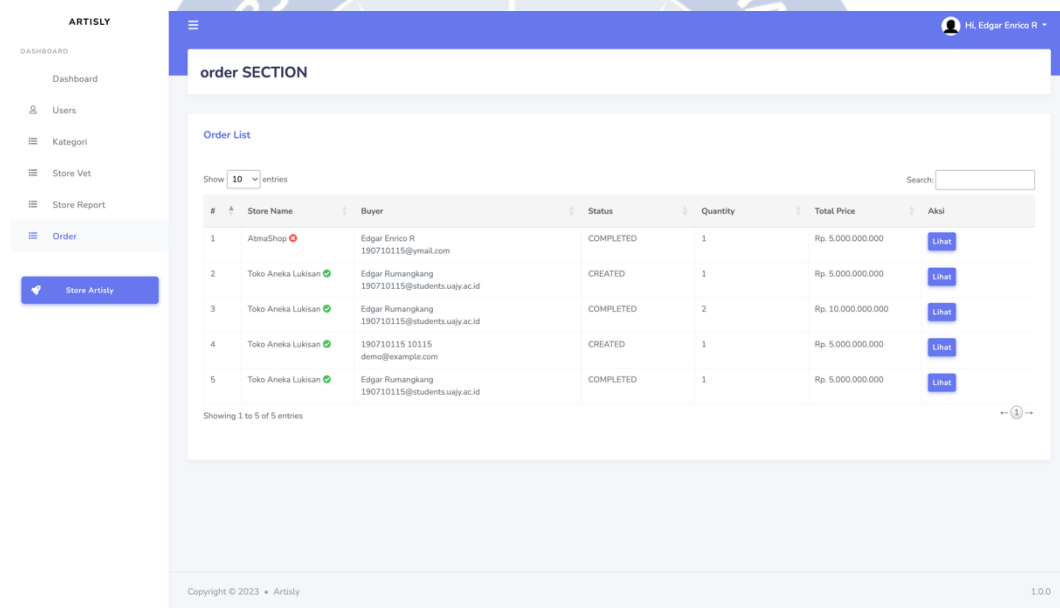 ARTISLY
Hi, Edgar Enrico R
DASHBOARD
Dashboard
Users
Kategori
Store Vet
Store Report
Order
Store Artisly
order SECTION
Order List
Show 10 entries
Search:
# Store Name Buyer Status Quantity Total Price Aksi
1 AtmaShop Edgar Enrico R COMPLETED 1 Rp. 5.000.000.000 Lihat
190710115@ymail.com
2 Toko Aneka Lukisan Edgar Rumangkang CREATED 1 Rp. 5.000.000.000 Lihat
190710115@students.uajy.ac.id
3 Toko Aneka Lukisan Edgar Rumangkang COMPLETED 2 Rp. 10.000.000.000 Lihat
190710115@students.uajy.ac.id
4 Toko Aneka Lukisan 190710115 10115 CREATED 1 Rp. 5.000.000.000 Lihat
demo@example.com
5 Toko Aneka Lukisan Edgar Rumangkang COMPLETED 1 Rp. 5.000.000.000 Lihat
190710115@students.uajy.ac.id
Showing 1 to 5 of 5 entries
← 1 →
Copyright © 2023 • Artisly
1.0.0